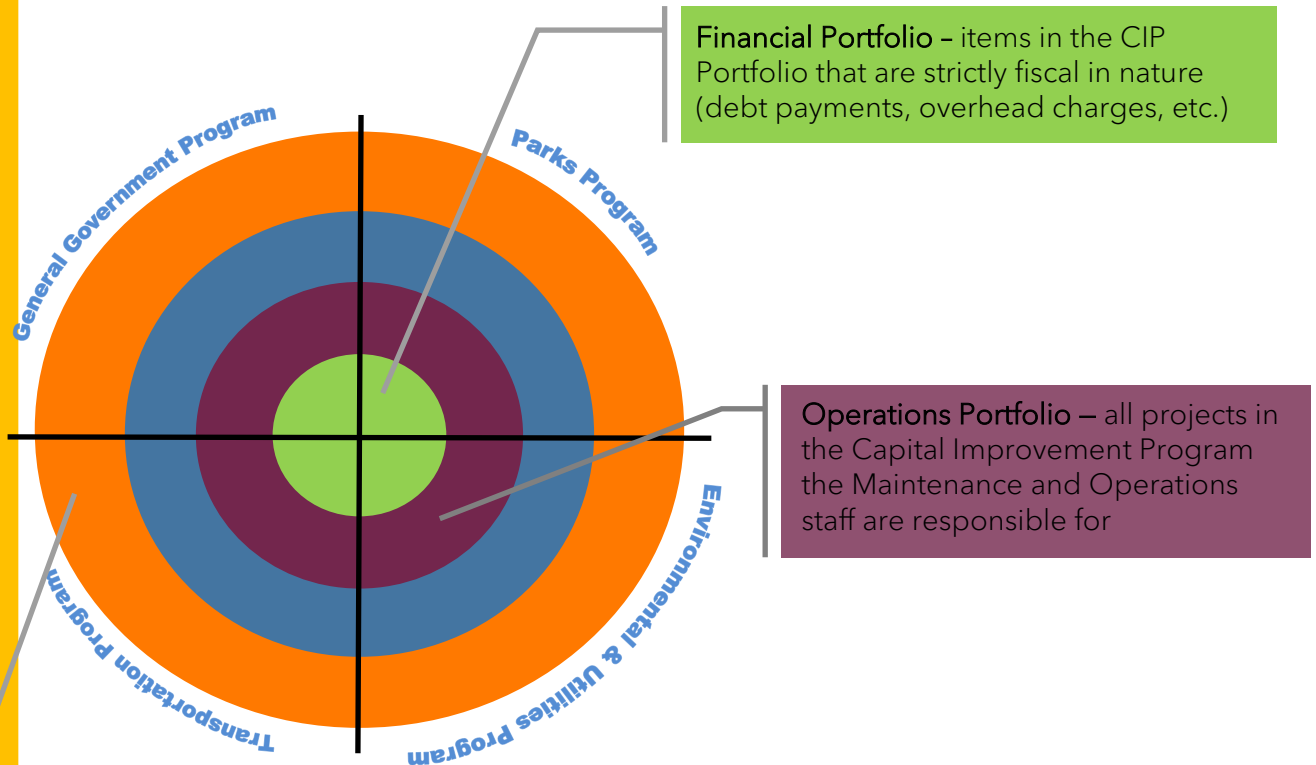 Financial Portfolio – items in the CIP
Portfolio that are strictly fiscal in nature
(debt payments, overhead charges, etc.)
General Government Program
Parks Program
Operations Portfolio – all projects in
the Capital Improvement Program
the Maintenance and Operations
staff are responsible for
Transportation Program
Environmental & Utilities Program